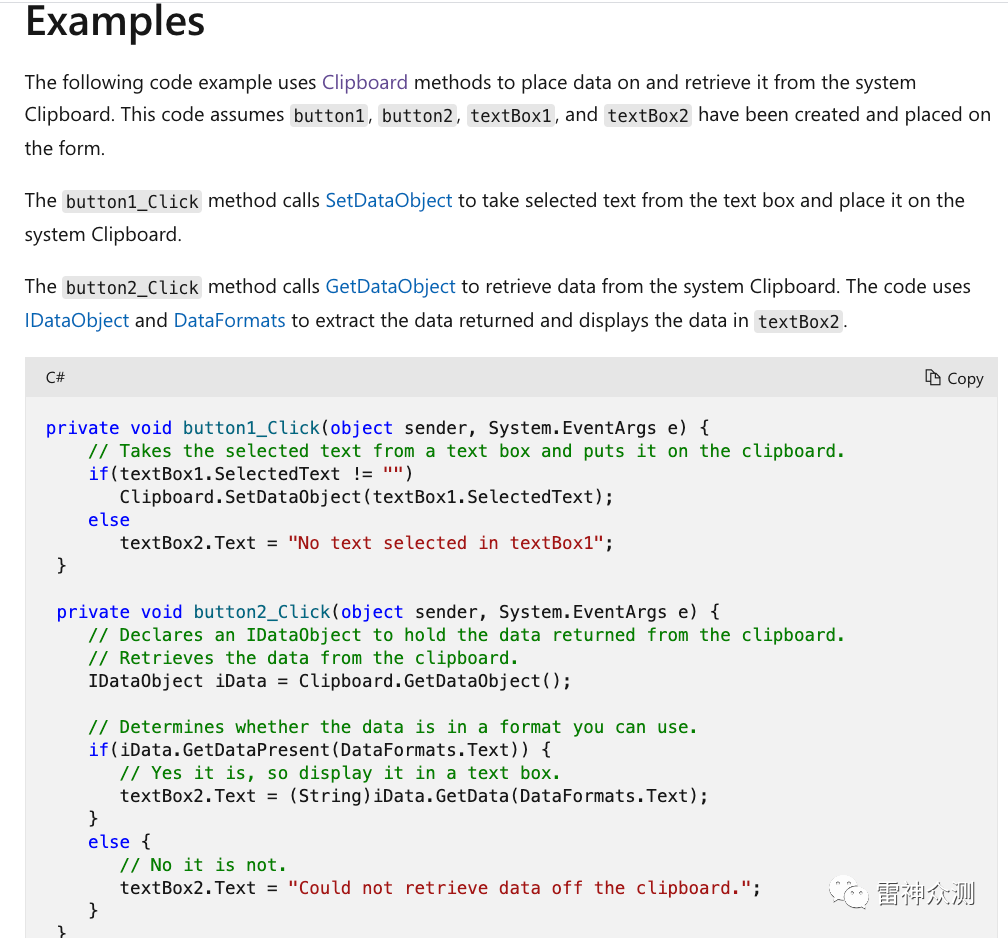 Examples
The following code example uses Clipboard methods to place data on and retrieve it from the system
Clipboard. This code assumes button1, button2, textBox1, and textBox2 have been created and placed on
the form.
The button1_Click method calls SetDataObject to take selected text from the text box and place it on the
system Clipboard.
The button2_Click method calls GetDataObject to retrieve data from the system Clipboard. The code uses
IDataObject and DataFormats to extract the data returned and displays the data in textBox2.
C#
Copy
private void button1_Click(object sender, System.EventArgs e) {
    // Takes the selected text from a text box and puts it on the clipboard.
    if(textBox1.SelectedText != "")
       Clipboard.SetDataObject(textBox1.SelectedText);
    else
       textBox2.Text = "No text selected in textBox1";
 }
 private void button2_Click(object sender, System.EventArgs e) {
    // Declares an IDataObject to hold the data returned from the clipboard.
    // Retrieves the data from the clipboard.
    IDataObject iData = Clipboard.GetDataObject();
    // Determines whether the data is in a format you can use.
    if(iData.GetDataPresent(DataFormats.Text)) {
       // Yes it is, so display it in a text box.
       textBox2.Text = (String)iData.GetData(DataFormats.Text);
    }
    else {
       // No it is not.
       textBox2.Text = "Could not retrieve data off the clipboard.";
    }
 }
雷神众测